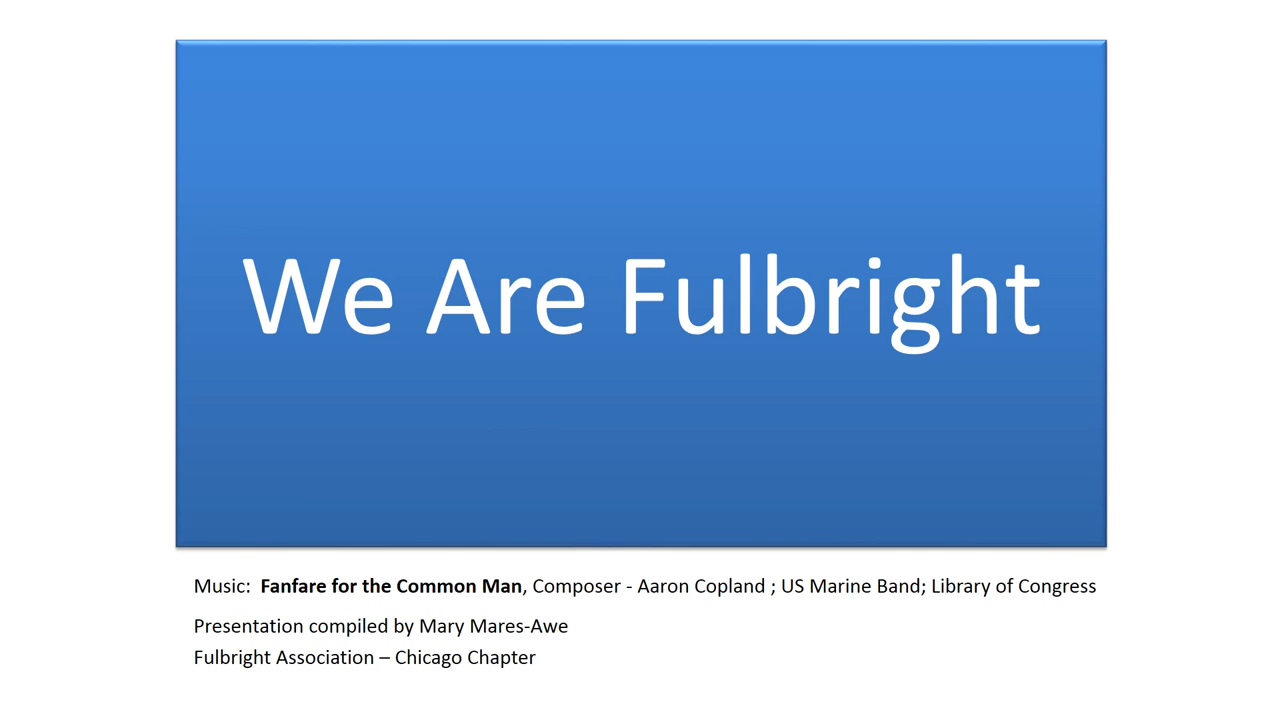 We Are Fulbright
Music: Fanfare for the Common Man, Composer - Aaron Copland ; US Marine Band; Library of Congress
Presentation compiled by Mary Mares-Awe
Fulbright Association – Chicago Chapter